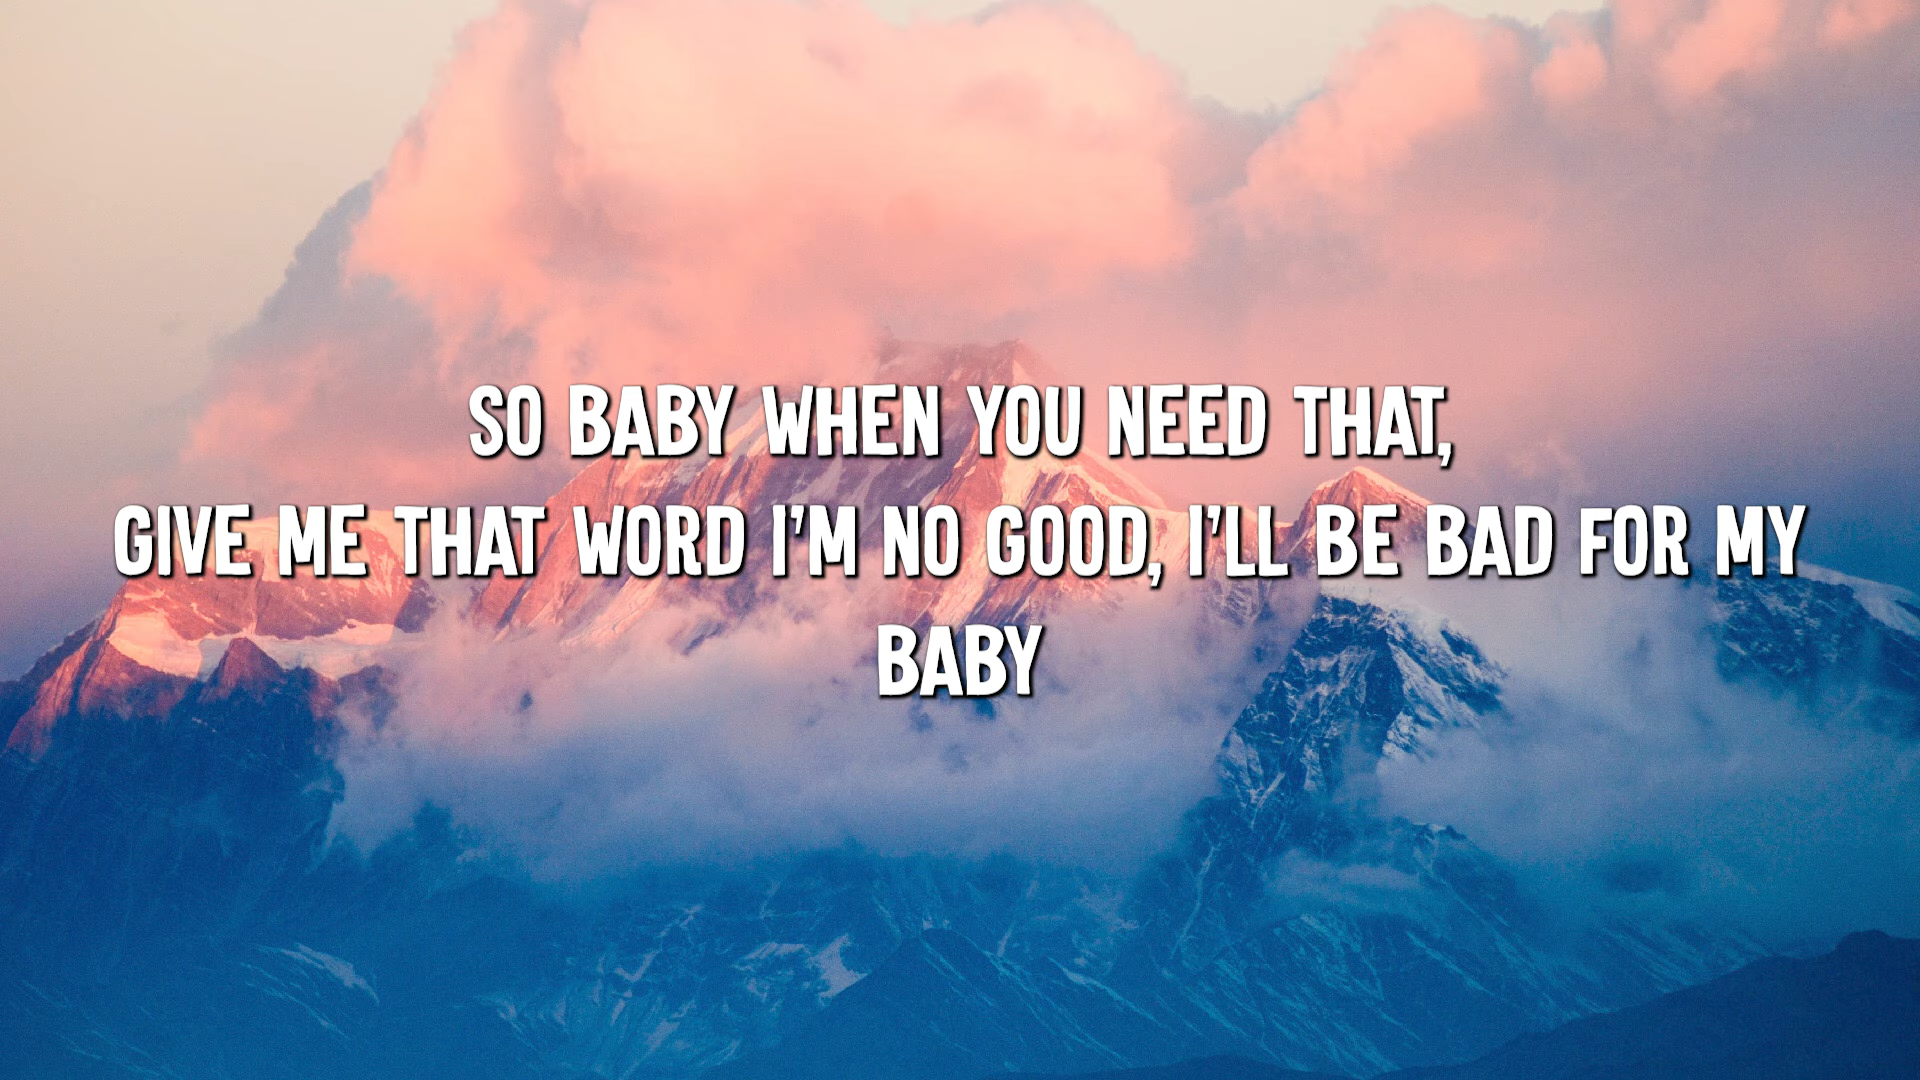 SO BABY WHEN YOU NEED THAT,
GIVE ME THAT WORD I'M NO GOOD, I'LL BE BAD FOR MY
BABY